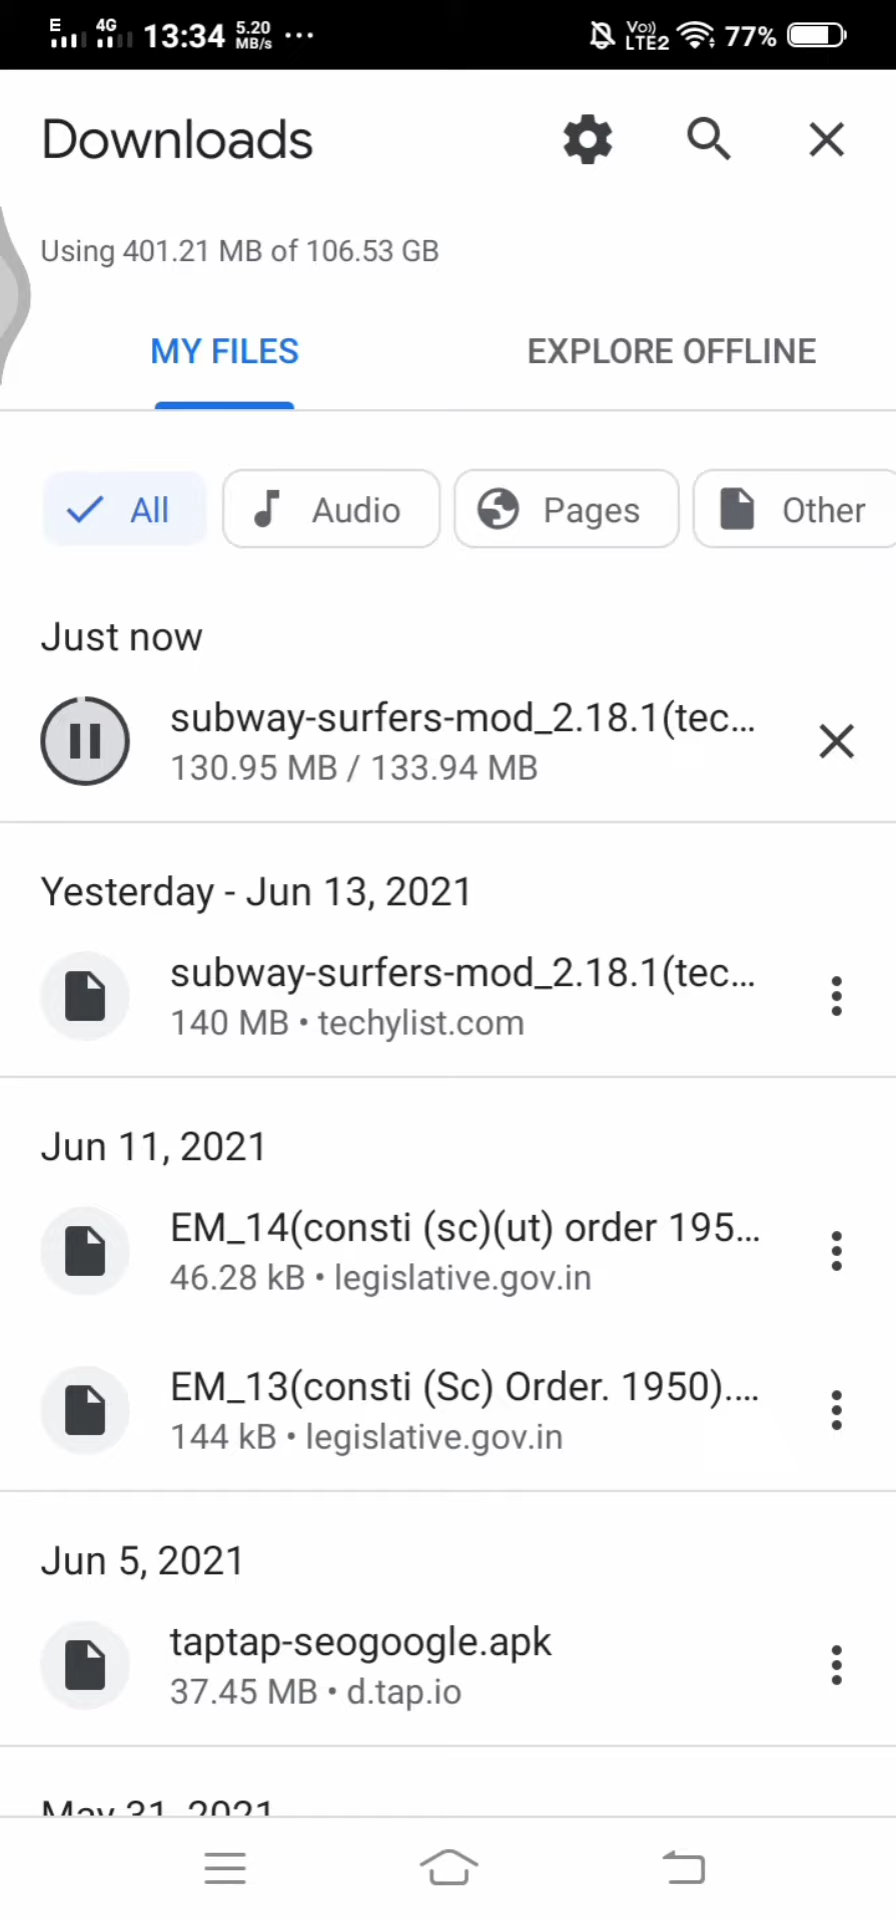 E 4G 13:34 5.20 MB/s ... Vo)) LTE2 77%
Downloads
Using 401.21 MB of 106.53 GB
MY FILES EXPLORE OFFLINE
All Audio Pages Other
Just now
subway-surfers-mod_2.18.1(tec...
130.95 MB / 133.94 MB
Yesterday - Jun 13, 2021
subway-surfers-mod_2.18.1(tec...
140 MB • techylist.com
Jun 11, 2021
EM_14(consti (sc)(ut) order 195...
46.28 kB • legislative.gov.in
EM_13(consti (Sc) Order. 1950)....
144 kB • legislative.gov.in
Jun 5, 2021
taptap-seogoogle.apk
37.45 MB • d.tap.io
May 31, 2021